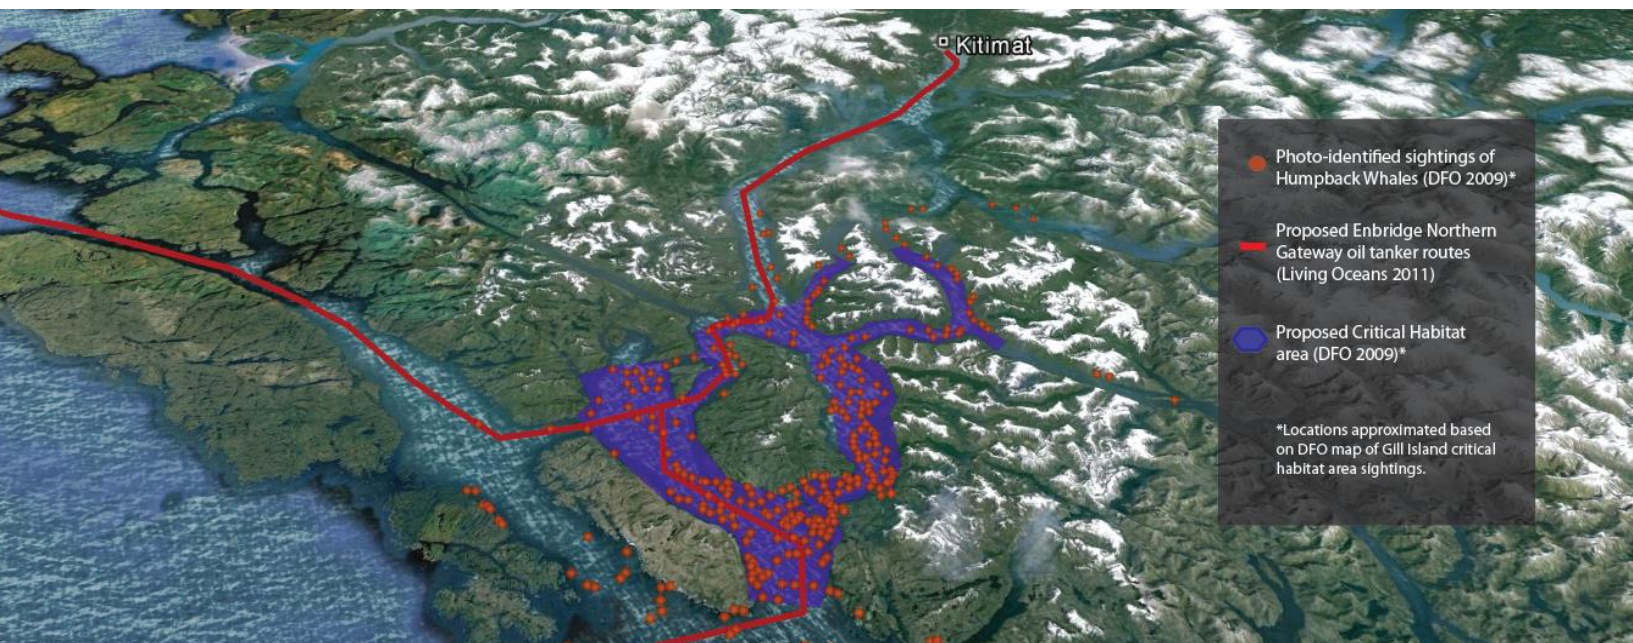 Kitimat
Photo-identified sightings of
Humpback Whales (DFO 2009)*
Proposed Enbridge Northern
Gateway oil tanker routes
(Living Oceans 2011)
Proposed Critical Habitat
area (DFO 2009)*
*Locations approximated based
on DFO map of Gill Island critical
habitat area sightings.